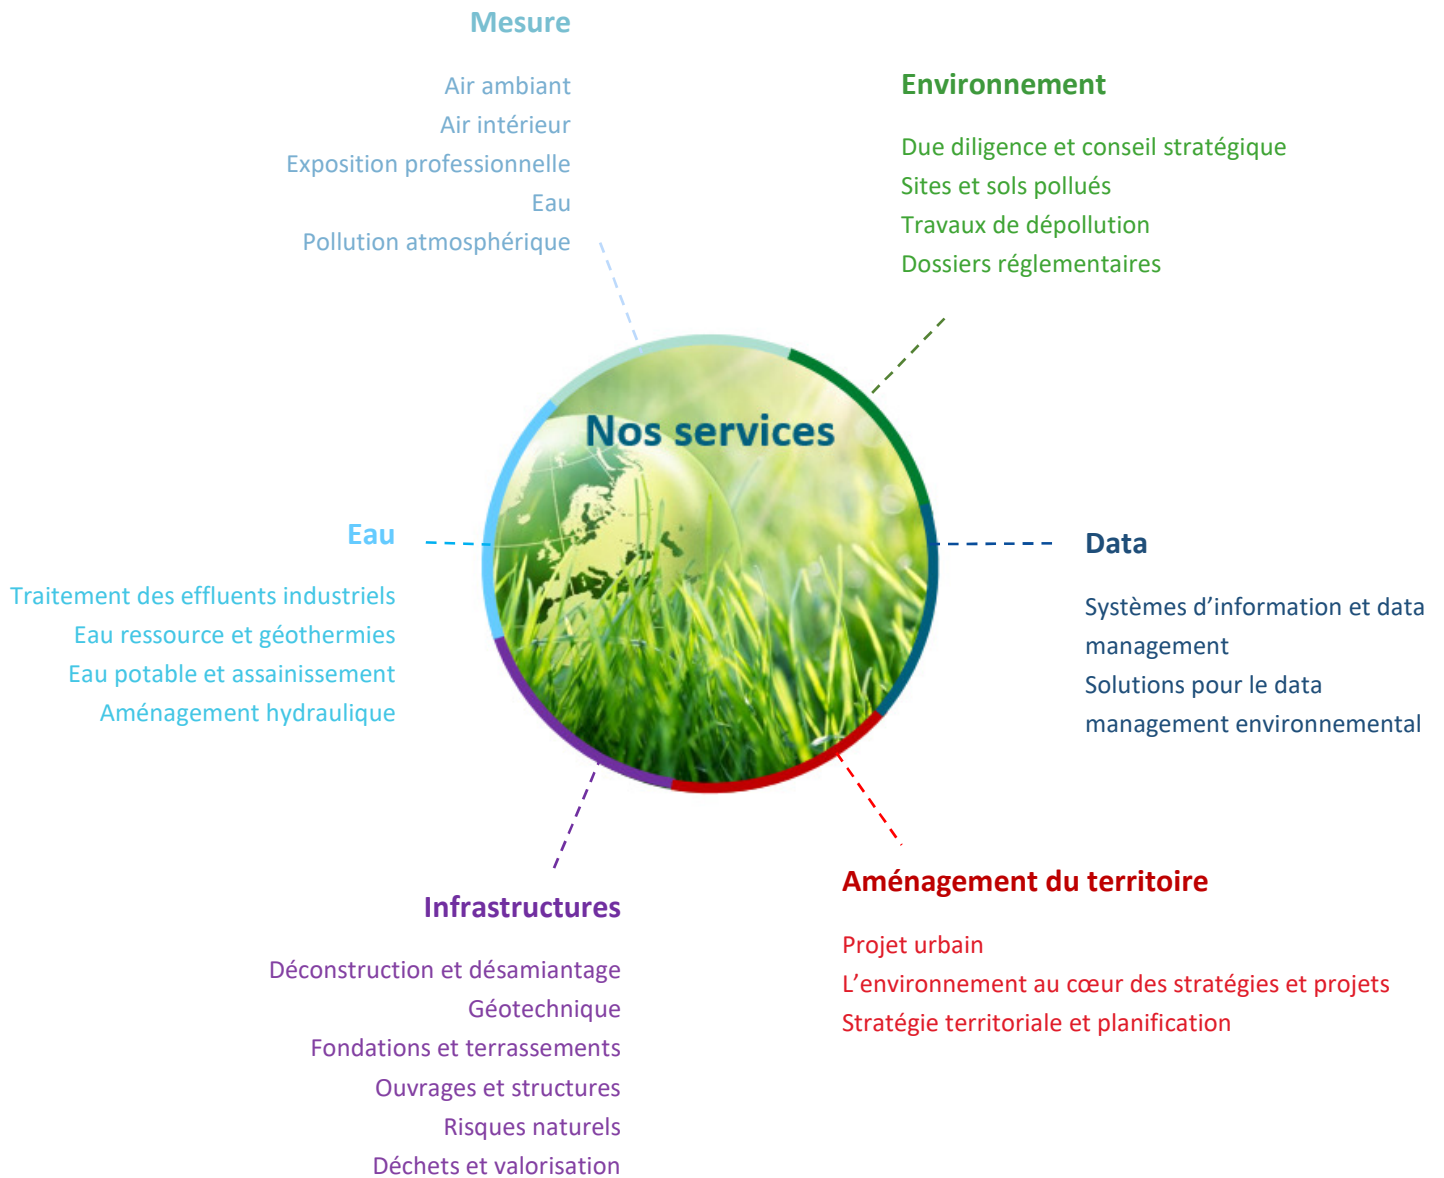 Mesure
Air ambiant
Air intérieur
Exposition professionnelle
Eau
Pollution atmosphérique
Environnement
Due diligence et conseil stratégique
Sites et sols pollués
Travaux de dépollution
Dossiers réglementaires
Nos services
Eau
Traitement des effluents industriels
Eau ressource et géothermies
Eau potable et assainissement
Aménagement hydraulique
Data
Systèmes d’information et data
management
Solutions pour le data
management environnemental
Infrastructures
Déconstruction et désamiantage
Géotechnique
Fondations et terrassements
Ouvrages et structures
Risques naturels
Déchets et valorisation
Aménagement du territoire
Projet urbain
L’environnement au cœur des stratégies et projets
Stratégie territoriale et planification